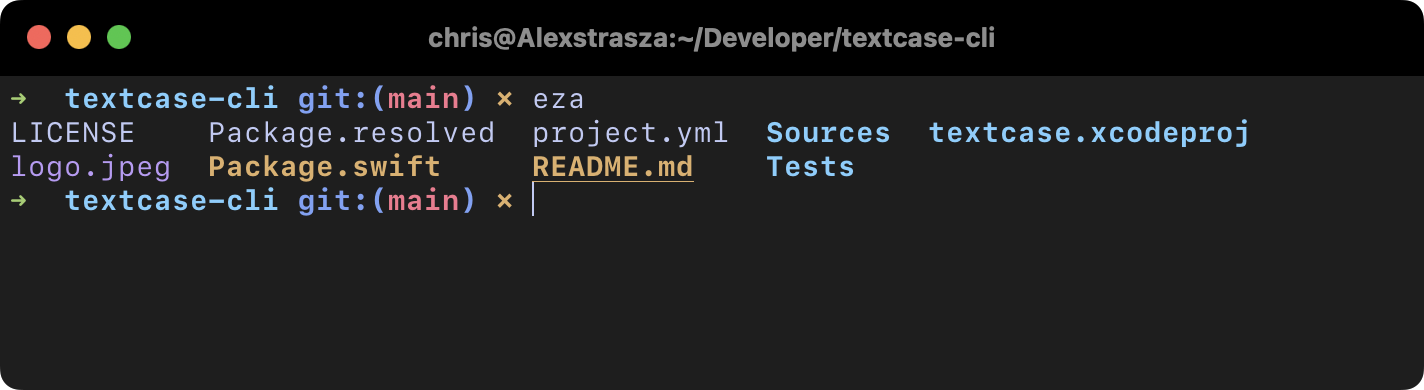 chris@Alexstrasza:~/Developer/textcase-cli
➜ textcase-cli git:(main) × eza
LICENSE Package.resolved project.yml Sources textcase.xcodeproj
logo.jpeg Package.swift README.md Tests
➜ textcase-cli git:(main) ×